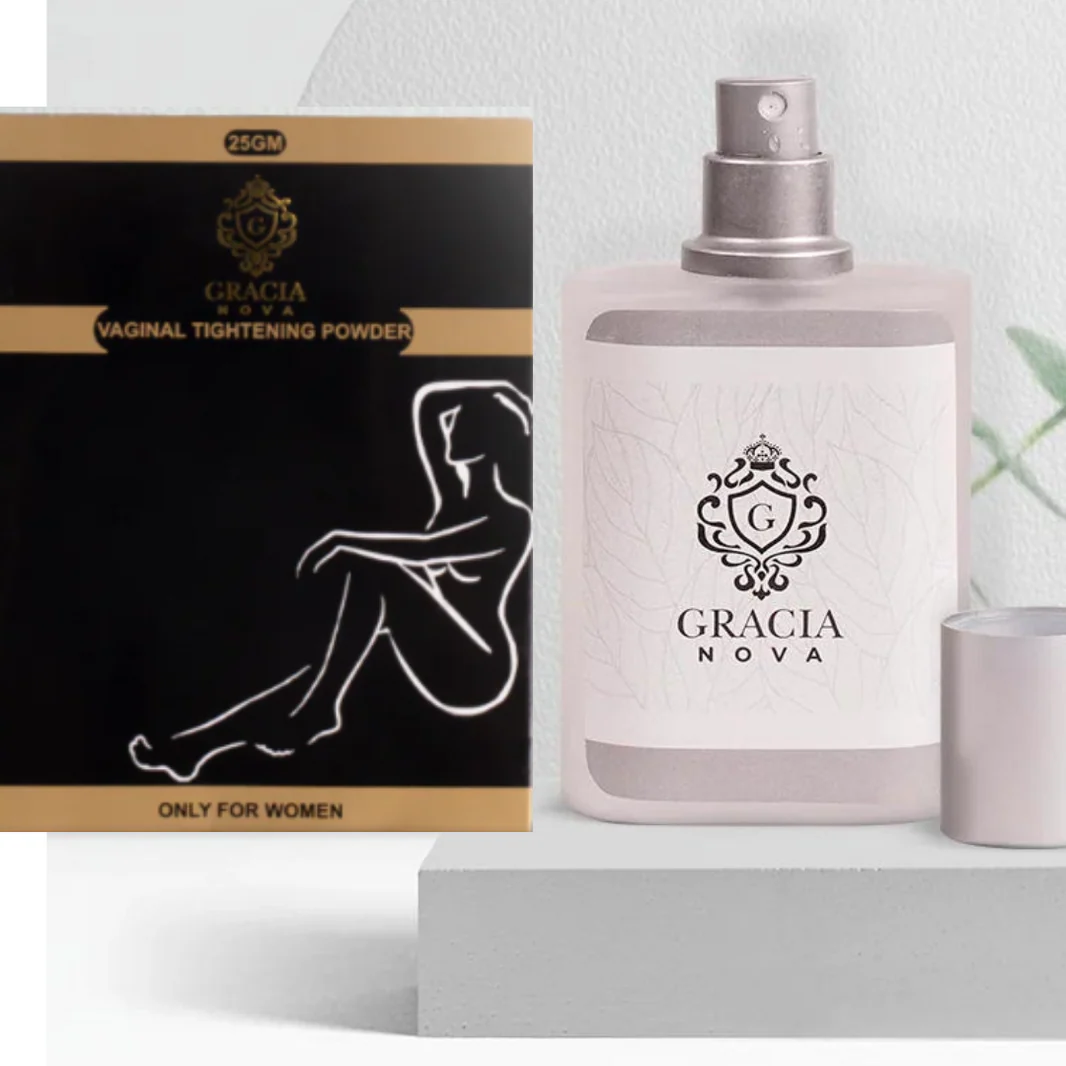 25GM
G
GRACIA
NOVA
VAGINAL TIGHTENING POWDER
ONLY FOR WOMEN
G
GRACIA
NOVA